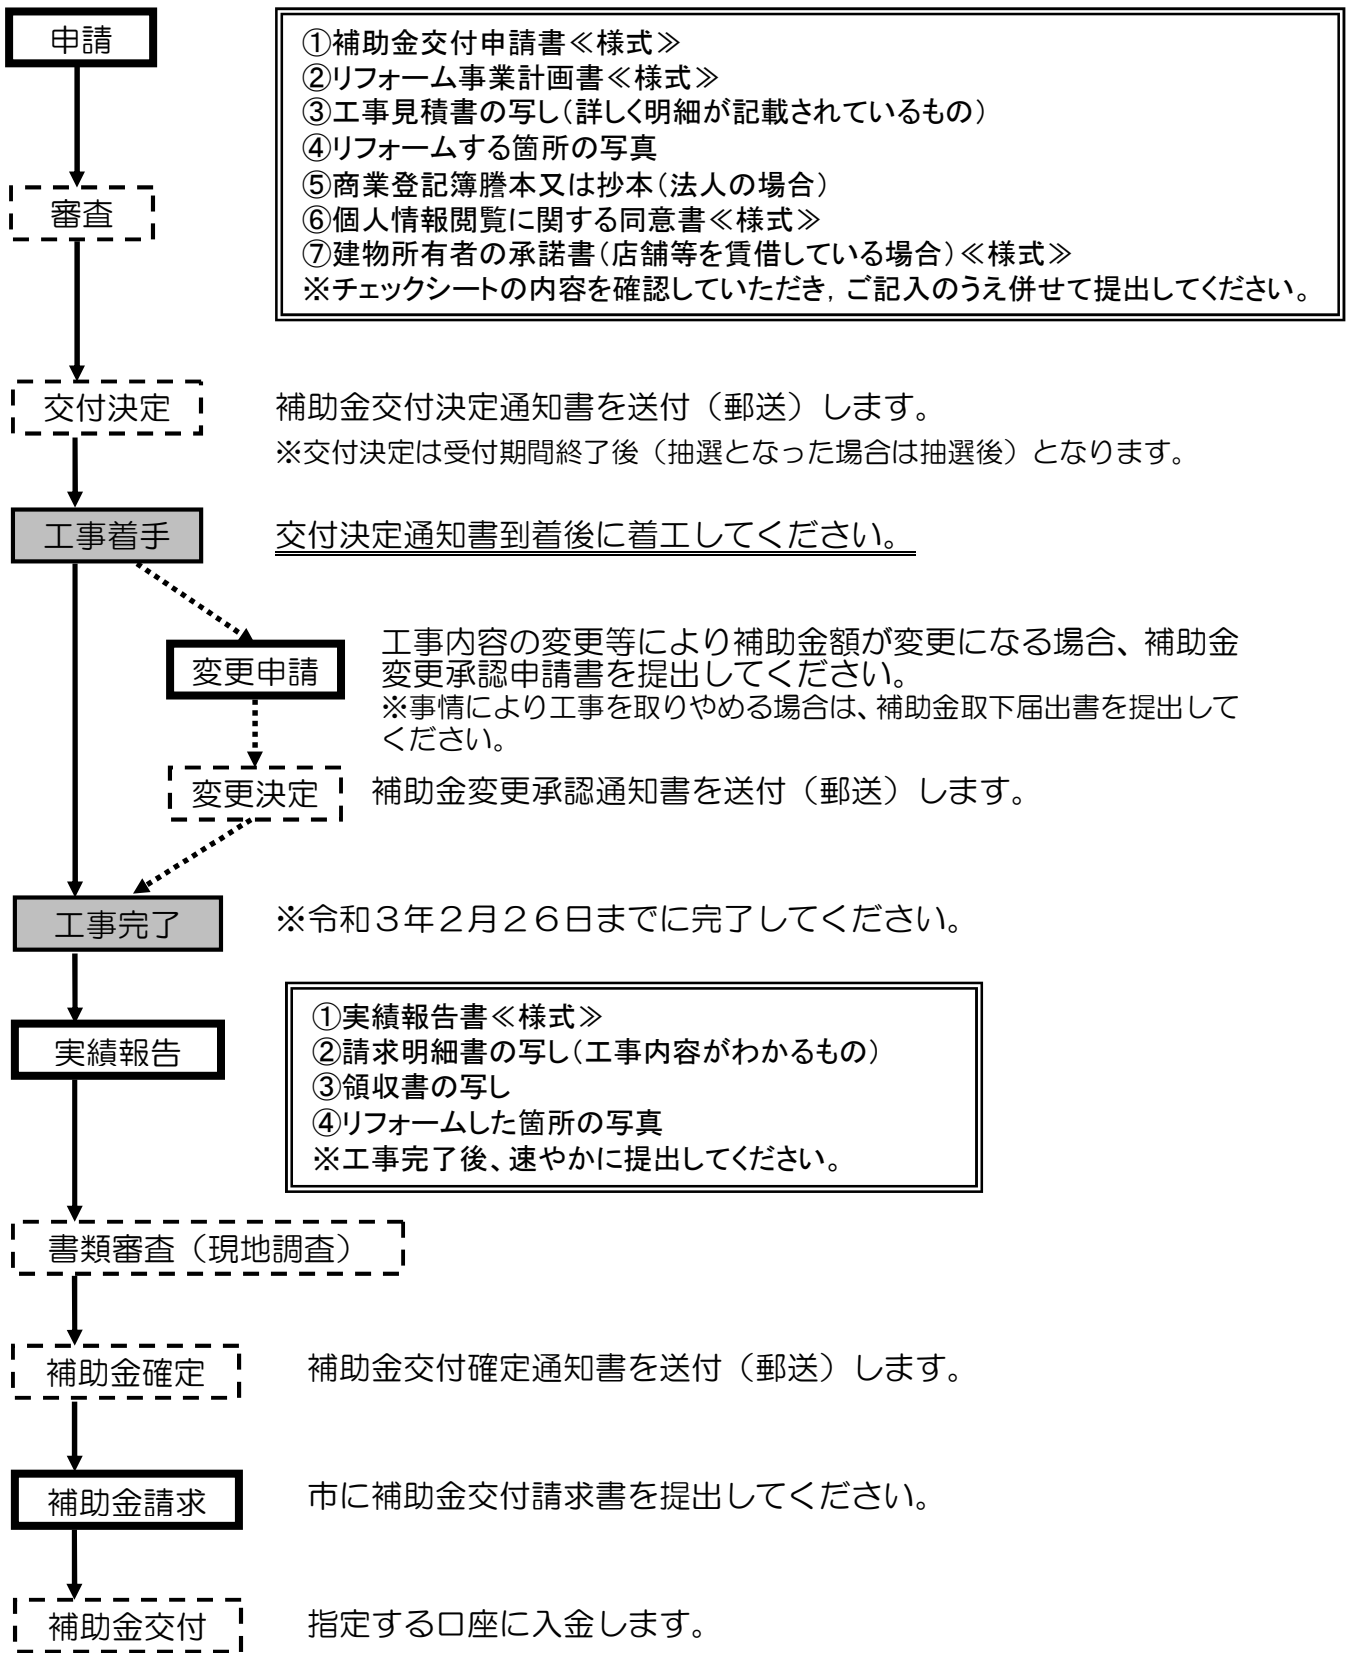 申請
①補助金交付申請書≪様式≫
②リフォーム事業計画書≪様式≫
③工事見積書の写し（詳しく明細が記載されているもの）
④リフォームする箇所の写真
⑤商業登記簿謄本又は抄本（法人の場合）
⑥個人情報閲覧に関する同意書≪様式≫
⑦建物所有者の承諾書（店舗等を賃借している場合）≪様式≫
※チェックシートの内容を確認していただき，ご記入のうえ併せて提出してください。
審査
交付決定
補助金交付決定通知書を送付（郵送）します。
※交付決定は受付期間終了後（抽選となった場合は抽選後）となります。
工事着手
交付決定通知書到着後に着工してください。
変更申請
工事内容の変更等により補助金額が変更になる場合、補助金
変更承認申請書を提出してください。
※事情により工事を取りやめる場合は、補助金取下届出書を提出して
ください。
変更決定
補助金変更承認通知書を送付（郵送）します。
工事完了
※令和３年２月２６日までに完了してください。
実績報告
①実績報告書≪様式≫
②請求明細書の写し（工事内容がわかるもの）
③領収書の写し
④リフォームした箇所の写真
※工事完了後、速やかに提出してください。
書類審査（現地調査）
補助金確定
補助金交付確定通知書を送付（郵送）します。
補助金請求
市に補助金交付請求書を提出してください。
補助金交付
指定する口座に入金します。